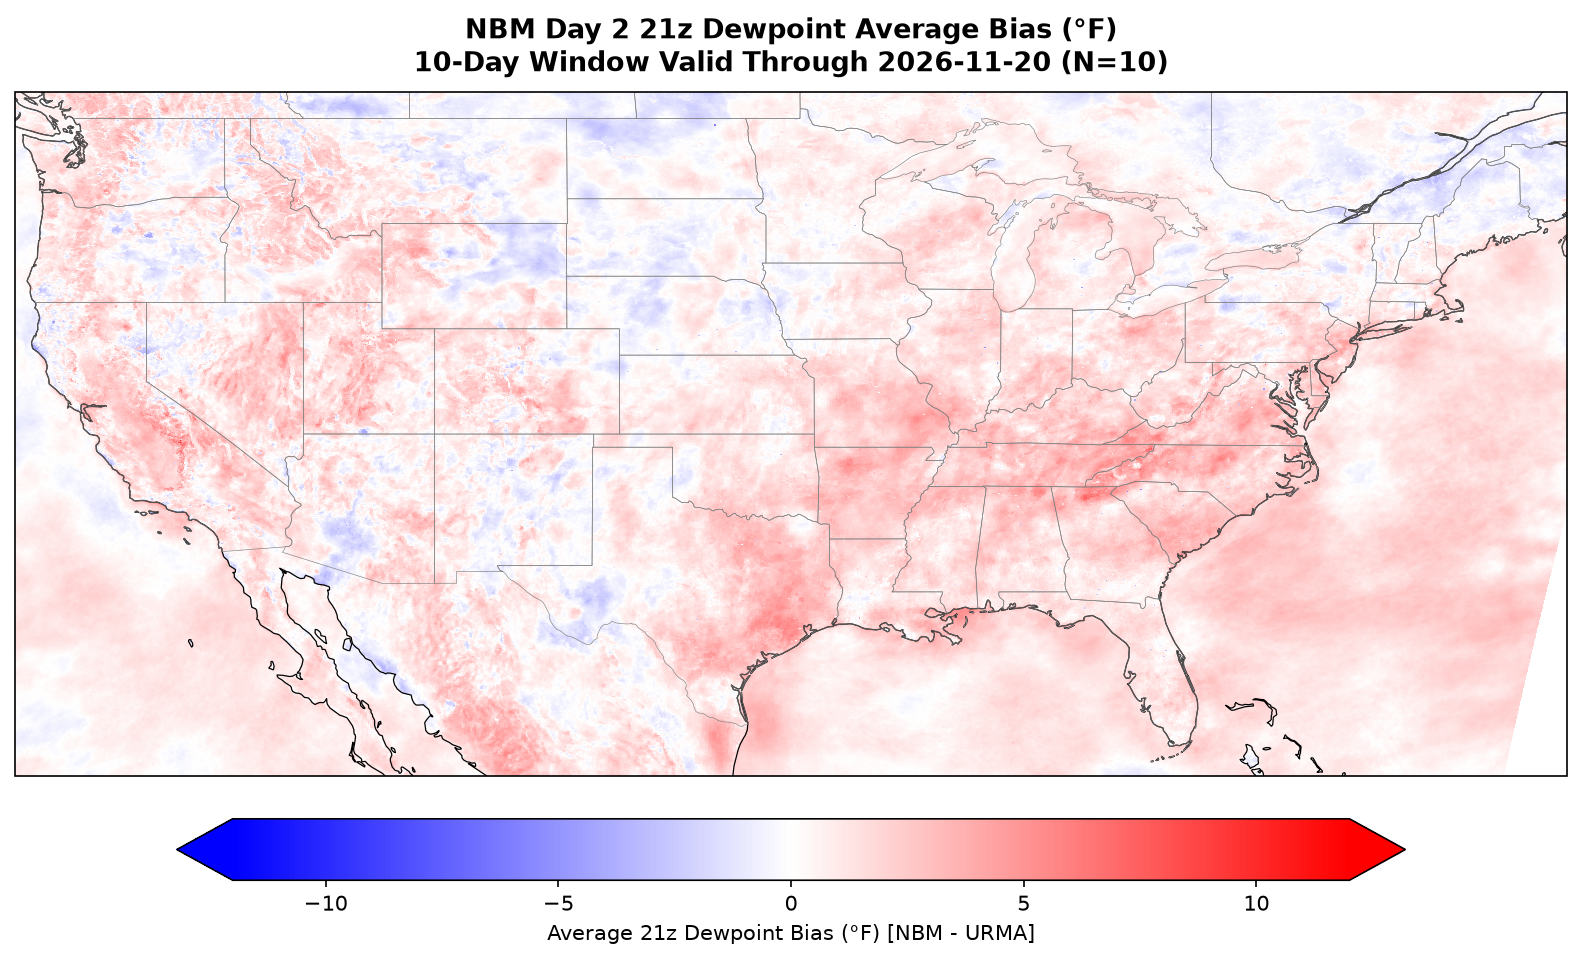 NBM Day 2 21z Dewpoint Average Bias (°F)
10-Day Window Valid Through 2026-11-20 (N=10)
−10 −5 0 5 10
Average 21z Dewpoint Bias (°F) [NBM - URMA]